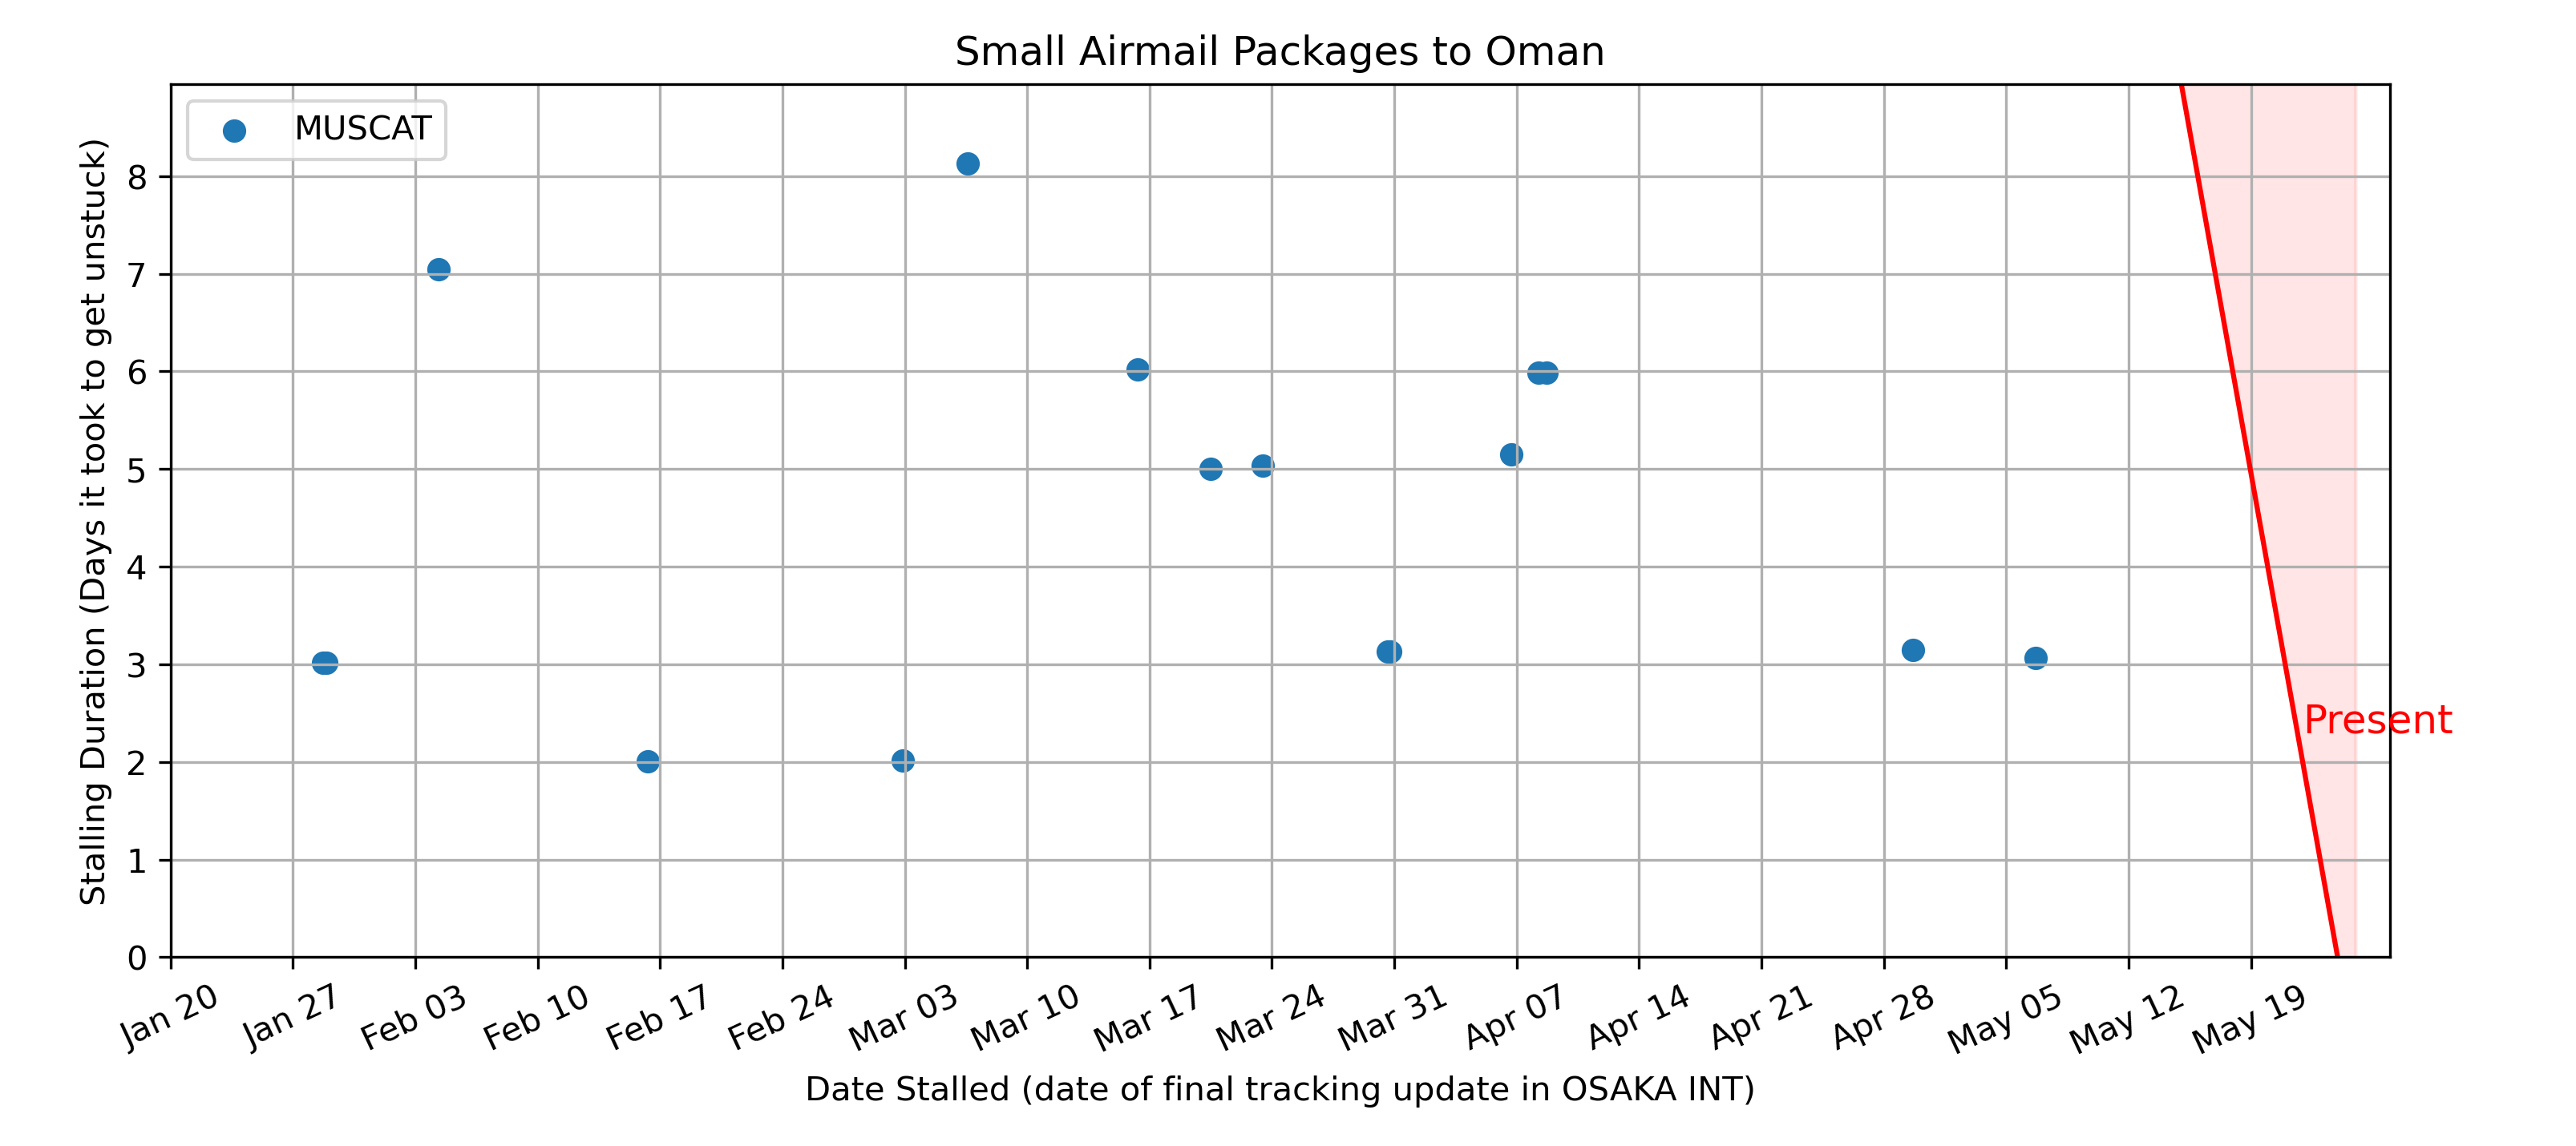 Small Airmail Packages to Oman
MUSCAT
Stalling Duration (Days it took to get unstuck)
8
7
6
5
4
3
2
1
0
Present
Jan 20 Jan 27 Feb 03 Feb 10 Feb 17 Feb 24 Mar 03 Mar 10 Mar 17 Mar 24 Mar 31 Apr 07 Apr 14 Apr 21 Apr 28 May 05 May 12 May 19
Date Stalled (date of final tracking update in OSAKA INT)